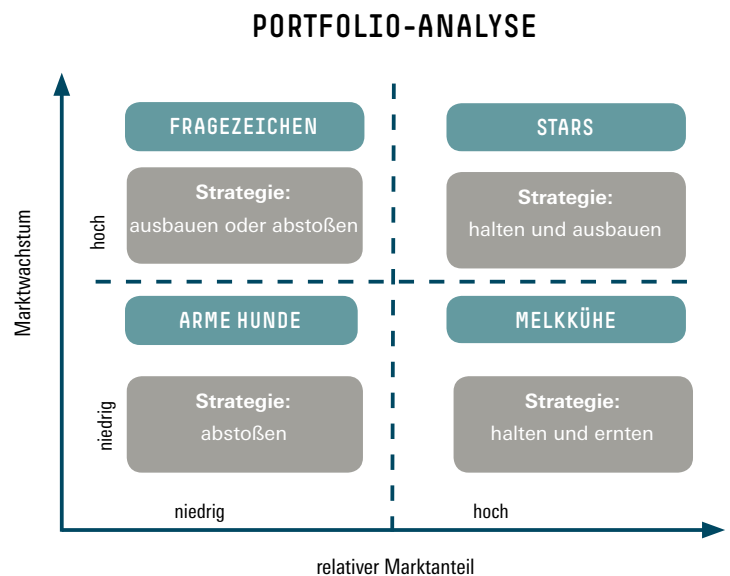 PORTFOLIO-ANALYSE
FRAGEZEICHEN
STARS
Strategie:
ausbauen oder abstoßen
Strategie:
halten und ausbauen
Marktwachstum
hoch
ARME HUNDE
MELKKÜHE
Strategie:
abstoßen
Strategie:
halten und ernten
niedrig
niedrig
hoch
relativer Marktanteil